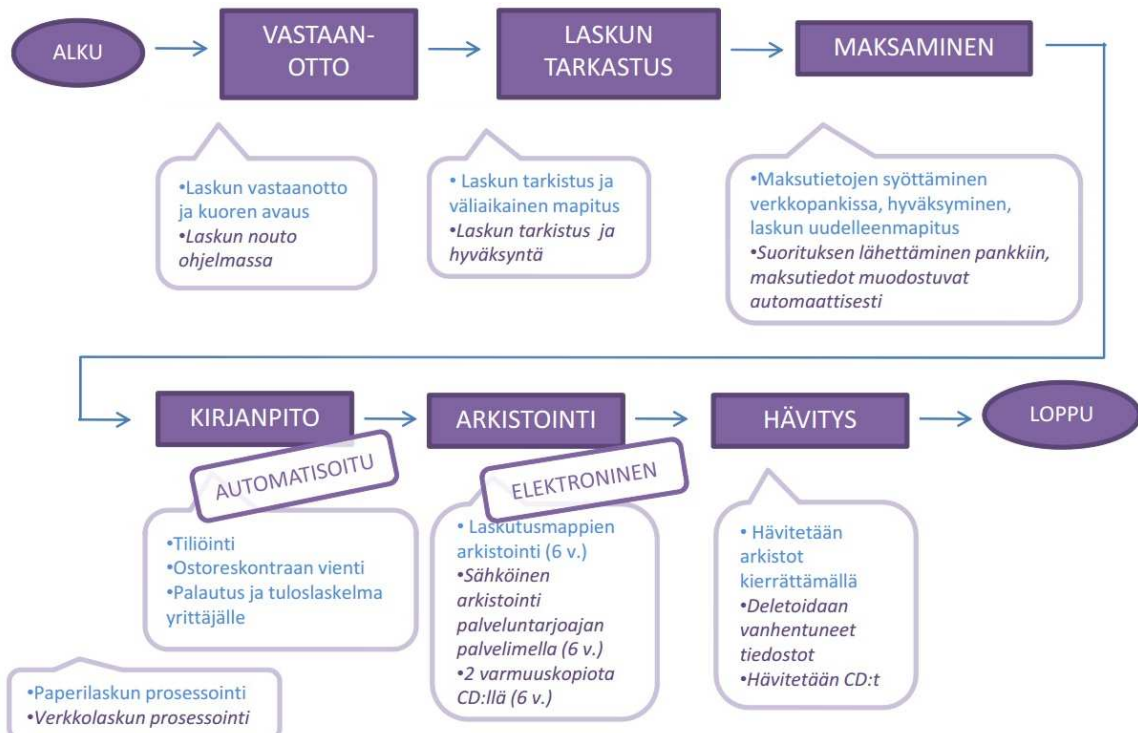 ALKU
VASTAAN-
OTTO
LASKUN
TARKASTUS
MAKSAMINEN
•Laskun vastaanotto
ja kuoren avaus
•Laskun nouto
ohjelmassa
• Laskun tarkistus ja
väliaikainen mapitus
•Laskun tarkistus ja
hyväksyntä
•Maksutietojen syöttäminen
verkkopankissa, hyväksyminen,
laskun uudelleenmapitus
•Suorituksen lähettäminen pankkiin,
maksutiedot muodostuvat
automaattisesti
KIRJANPITO
ARKISTOINTI
HÄVITYS
LOPPU
AUTOMATISOITU
ELEKTRONINEN
•Tiliöinti
•Ostoreskontraan vienti
•Palautus ja tuloslaskelma
yrittäjälle
• Laskutusmappien
arkistointi (6 v.)
•Sähköinen
arkistointi
palveluntarjoajan
palvelimella (6 v.)
•2 varmuuskopiota
CD:llä (6 v.)
• Hävitetään
arkistot
kierrättämällä
•Deletoidaan
vanhentuneet
tiedostot
•Hävitetään CD:t
•Paperilaskun prosessointi
•Verkkolaskun prosessointi